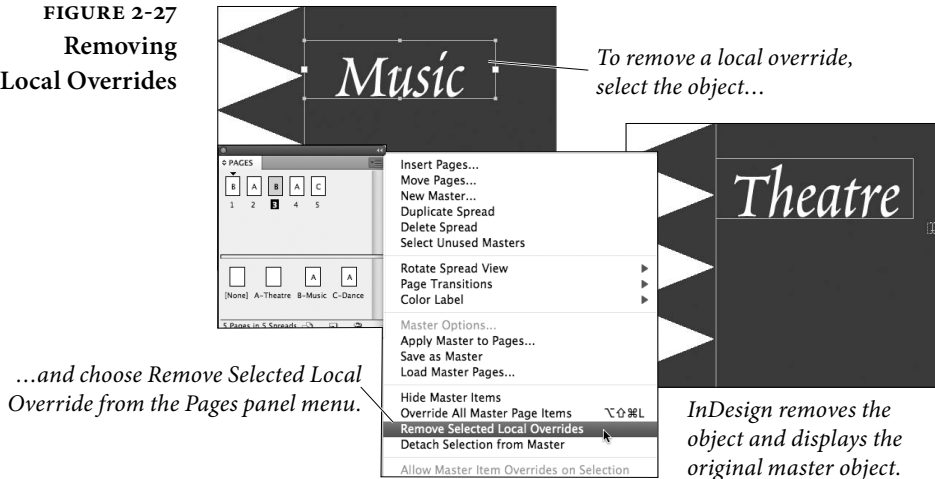 FIGURE 2-27
Removing
Local Overrides
Music
To remove a local override,
select the object…
PAGES
B A B A C
1 2 3 4 5
A A
[None] A-Theatre B-Music C-Dance
5 Pages in 5 Spreads
Insert Pages...
Move Pages...
New Master...
Duplicate Spread
Delete Spread
Select Unused Masters
Rotate Spread View
Page Transitions
Color Label
Master Options...
Apply Master to Pages...
Save as Master
Load Master Pages...
Hide Master Items
Override All Master Page Items ⌥⇧⌘L
Remove Selected Local Overrides
Detach Selection from Master
Allow Master Item Overrides on Selection
Theatre
…and choose Remove Selected Local
Override from the Pages panel menu.
InDesign removes the
object and displays the
original master object.